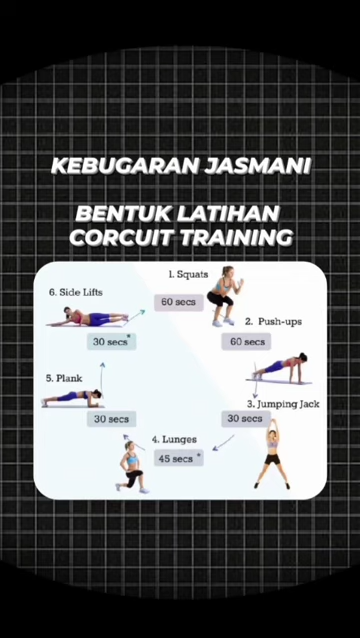 KEBUGARAN JASMANI
BENTUK LATIHAN
CORCUIT TRAINING
1. Squats
60 secs
2. Push-ups
60 secs
3. Jumping Jack
30 secs
4. Lunges
45 secs *
5. Plank
30 secs
6. Side Lifts
30 secs*